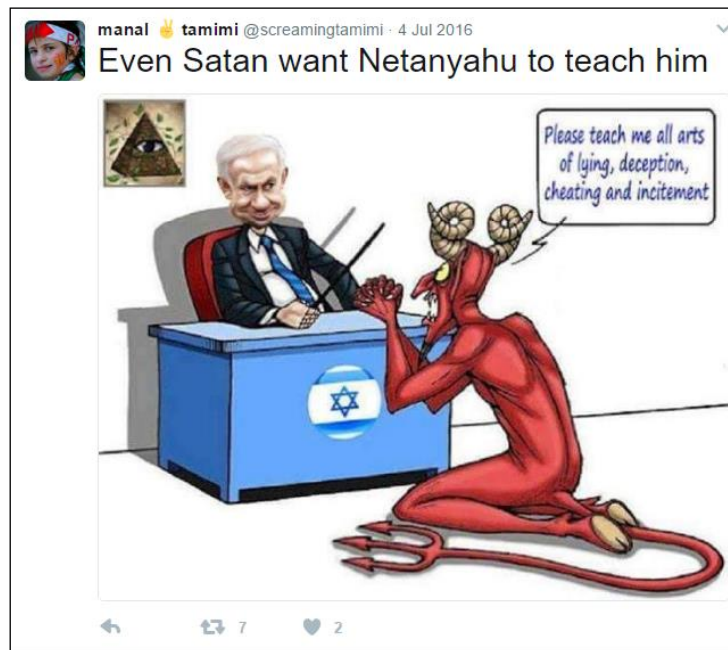 manal ✌ tamimi @screamingtamimi · 4 Jul 2016
Even Satan want Netanyahu to teach him
Please teach me all arts
of lying, deception,
cheating and incitement
7 2